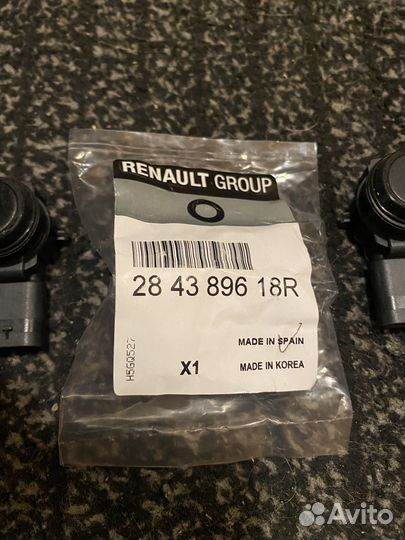 RENAULT GROUP
28 43 896 18R
H5GQ527
MADE IN SPAIN
X1
MADE IN KOREA
Avito